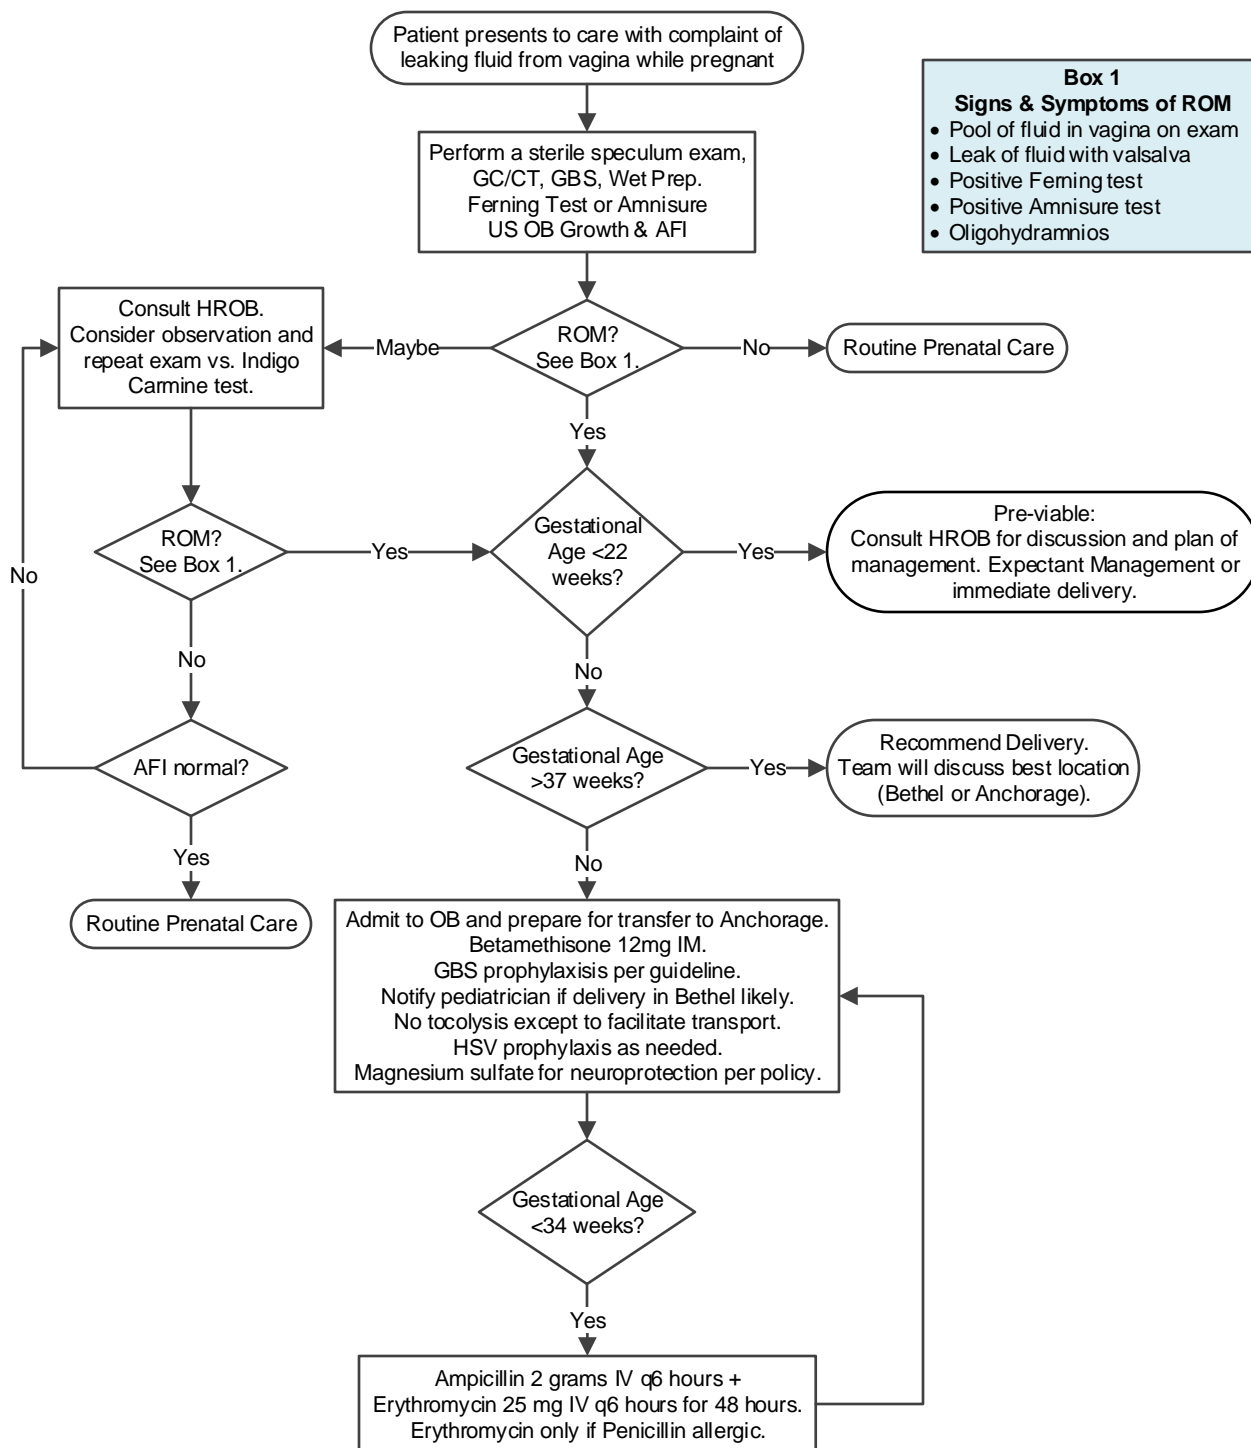 Patient presents to care with complaint of
leaking fluid from vagina while pregnant
Box 1
Signs & Symptoms of ROM
• Pool of fluid in vagina on exam
• Leak of fluid with valsalva
• Positive Ferning test
• Positive Amnisure test
• Oligohydramnios
Perform a sterile speculum exam,
GC/CT, GBS, Wet Prep.
Ferning Test or Amnisure
US OB Growth & AFI
Consult HROB.
Consider observation and
repeat exam vs. Indigo
Carmine test.
Maybe
ROM?
See Box 1.
No
Routine Prenatal Care
Yes
ROM?
See Box 1.
Yes
Gestational
Age <22
weeks?
Yes
Pre-viable:
Consult HROB for discussion and plan of
management. Expectant Management or
immediate delivery.
No
No
No
AFI normal?
Gestational Age
>37 weeks?
Yes
Recommend Delivery.
Team will discuss best location
(Bethel or Anchorage).
Yes
No
Routine Prenatal Care
Admit to OB and prepare for transfer to Anchorage.
Betamethisone 12mg IM.
GBS prophylaxisis per guideline.
Notify pediatrician if delivery in Bethel likely.
No tocolysis except to facilitate transport.
HSV prophylaxis as needed.
Magnesium sulfate for neuroprotection per policy.
Gestational Age
<34 weeks?
Yes
Ampicillin 2 grams IV q6 hours +
Erythromycin 25 mg IV q6 hours for 48 hours.
Erythromycin only if Penicillin allergic.